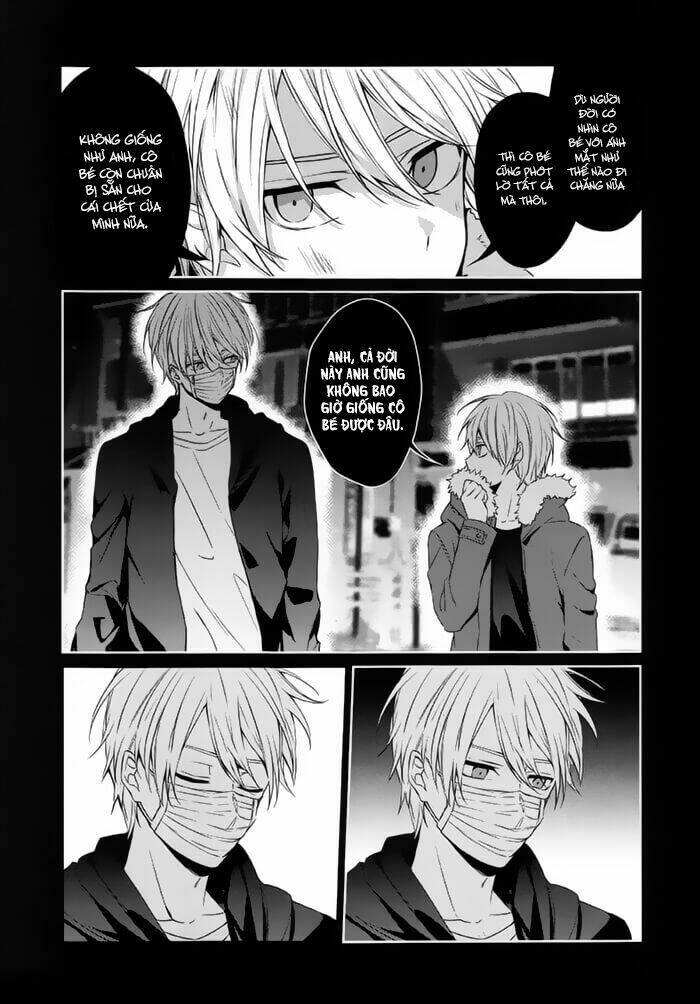 DÙ NGƯỜI
ĐỜI CÓ
NHÌN CÔ
BÉ VỚI ÁNH
MẮT NHƯ
THẾ NÀO ĐI
CHĂNG NỮA
THÌ CÔ BÉ
CŨNG PHỚT
LỜ TẤT CẢ
MÀ THÔI.
KHÔNG GIỐNG
NHƯ ANH, CÔ
BÉ CÒN CHUẨN
BỊ SẴN CHO
CÁI CHẾT CỦA
MÌNH NỮA.
ANH, CẢ ĐỜI
NÀY ANH CŨNG
KHÔNG BAO
GIỜ GIỐNG CÔ
BÉ ĐƯỢC ĐÂU.